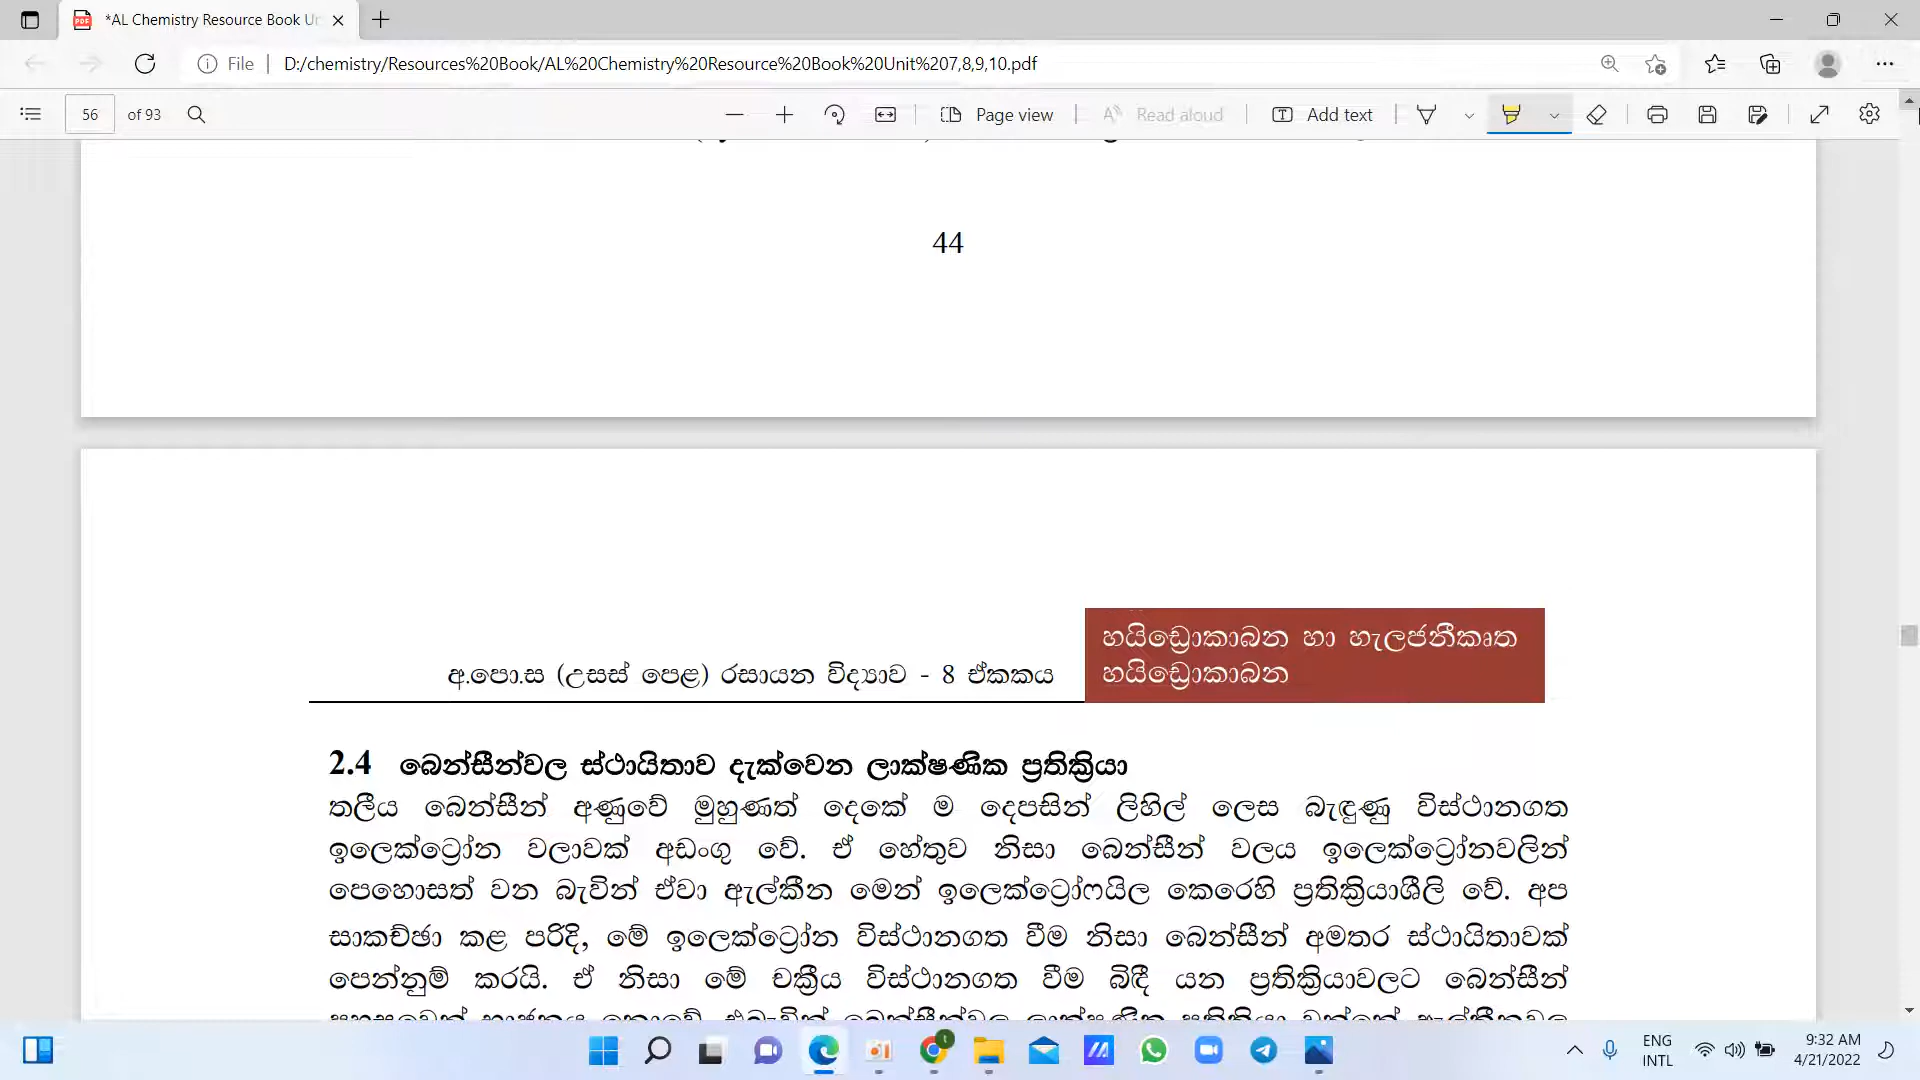 *AL Chemistry Resource Book Un
File
D:/chemistry/Resources%20Book/AL%20Chemistry%20Resource%20Book%20Unit%207,8,9,10.pdf
56 of 93
Page view
Read aloud
Add text
44
හයිඩ්‍රොකාබන හා හැලජනීකෘත
හයිඩ්‍රොකාබන
අ.පො.ස (උසස් පෙළ) රසායන විද්‍යාව - 8 ඒකකය
2.4 බෙන්සීන්වල ස්ථායිතාව දැක්වෙන ලාක්ෂණික ප්‍රතික්‍රියා
තලීය බෙන්සීන් අණුවේ මුහුණත් දෙකේ ම දෙපසින් ලිහිල් ලෙස බැඳුණු විස්ථානගත
ඉලෙක්ට්‍රෝන වලාවක් අඩංගු වේ. ඒ හේතුව නිසා බෙන්සීන් වලය ඉලෙක්ට්‍රෝනවලින්
පොහොසත් වන බැවින් ඒවා ඇල්කීන මෙන් ඉලෙක්ට්‍රෝෆයිල කෙරෙහි ප්‍රතික්‍රියාශීලි වේ. අප
සාකච්ඡා කළ පරිදි, මේ ඉලෙක්ට්‍රෝන විස්ථානගත වීම නිසා බෙන්සීන් අමතර ස්ථායිතාවක්
පෙන්නුම් කරයි. ඒ නිසා මේ චක්‍රීය විස්ථානගත වීම බිඳී යන ප්‍රතික්‍රියාවලට බෙන්සීන්
ENG
INTL
9:32 AM
4/21/2022